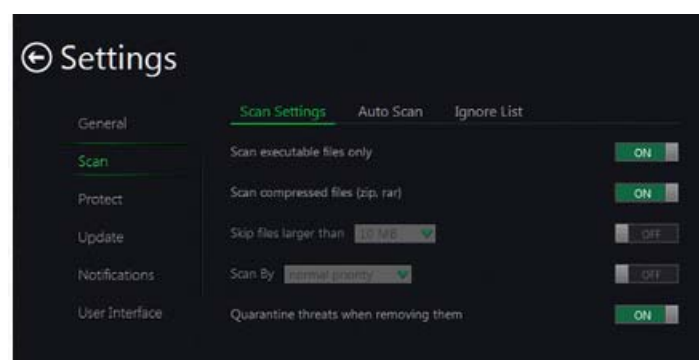 Settings
General
Scan
Protect
Update
Notifications
User Interface
Scan Settings Auto Scan Ignore List
Scan executable files only ON
Scan compressed files (zip, rar) ON
Skip files larger than 10 MB OFF
Scan By normal priority OFF
Quarantine threats when removing them ON